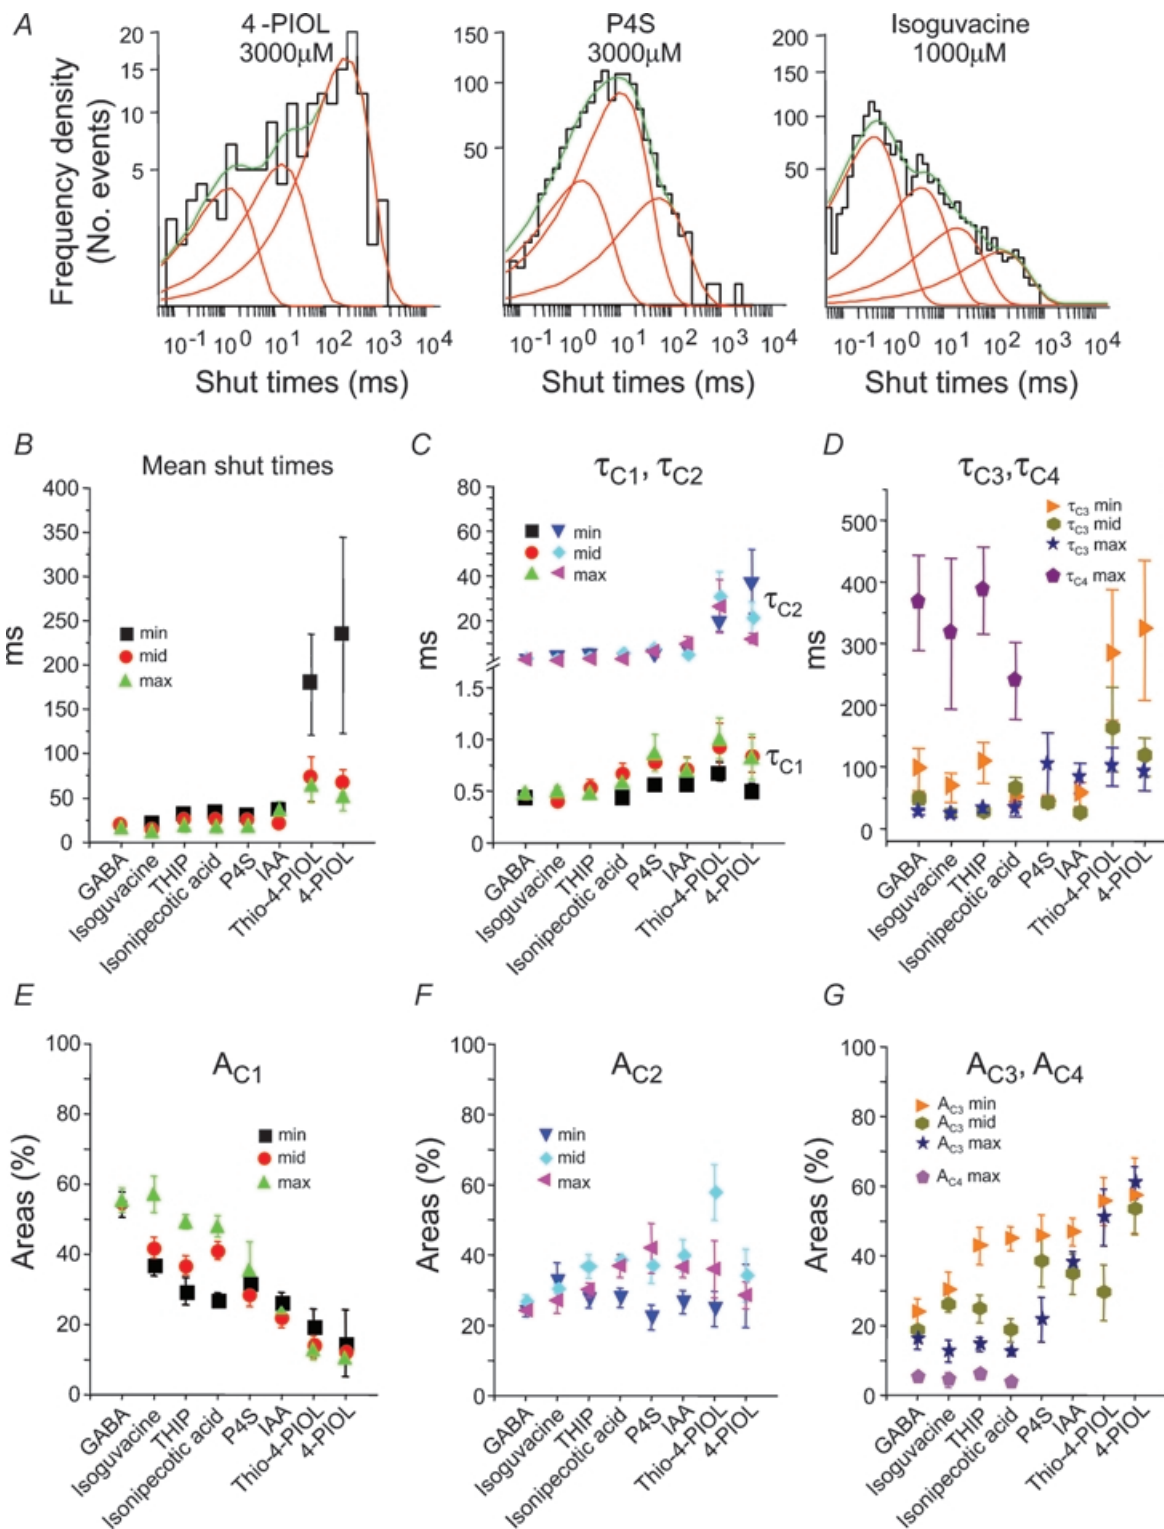 A
4 -PIOL
3000μM
P4S
3000μM
Isoguvacine
1000μM
Frequency density
(No. events)
20
15
10
5
150
100
50
200
150
100
50
10⁻¹ 10⁰ 10¹ 10² 10³ 10⁴
10⁻¹ 10⁰ 10¹ 10² 10³ 10⁴
10⁻¹ 10⁰ 10¹ 10² 10³ 10⁴
Shut times (ms)
Shut times (ms)
Shut times (ms)
B
Mean shut times
ms
400
350
300
250
200
150
100
50
0
min
mid
max
GABA
Isoguvacine
THIP
Isonipecotic acid
P4S
IAA
Thio-4-PIOL
4-PIOL
C
τC1, τC2
ms
80
60
40
20
1.5
1.0
0.5
0
min
mid
max
τC2
τC1
GABA
Isoguvacine
THIP
Isonipecotic acid
P4S
IAA
Thio-4-PIOL
4-PIOL
D
τC3,τC4
ms
500
400
300
200
100
0
τC3 min
τC3 mid
τC3 max
τC4 max
GABA
Isoguvacine
THIP
Isonipecotic acid
P4S
IAA
Thio-4-PIOL
4-PIOL
E
AC1
Areas (%)
100
80
60
40
20
0
min
mid
max
GABA
Isoguvacine
THIP
Isonipecotic acid
P4S
IAA
Thio-4-PIOL
4-PIOL
F
AC2
Areas (%)
100
80
60
40
20
0
min
mid
max
GABA
Isoguvacine
THIP
Isonipecotic acid
P4S
IAA
Thio-4-PIOL
4-PIOL
G
AC3, AC4
Areas (%)
100
80
60
40
20
0
AC3 min
AC3 mid
AC3 max
AC4 max
GABA
Isoguvacine
THIP
Isonipecotic acid
P4S
IAA
Thio-4-PIOL
4-PIOL